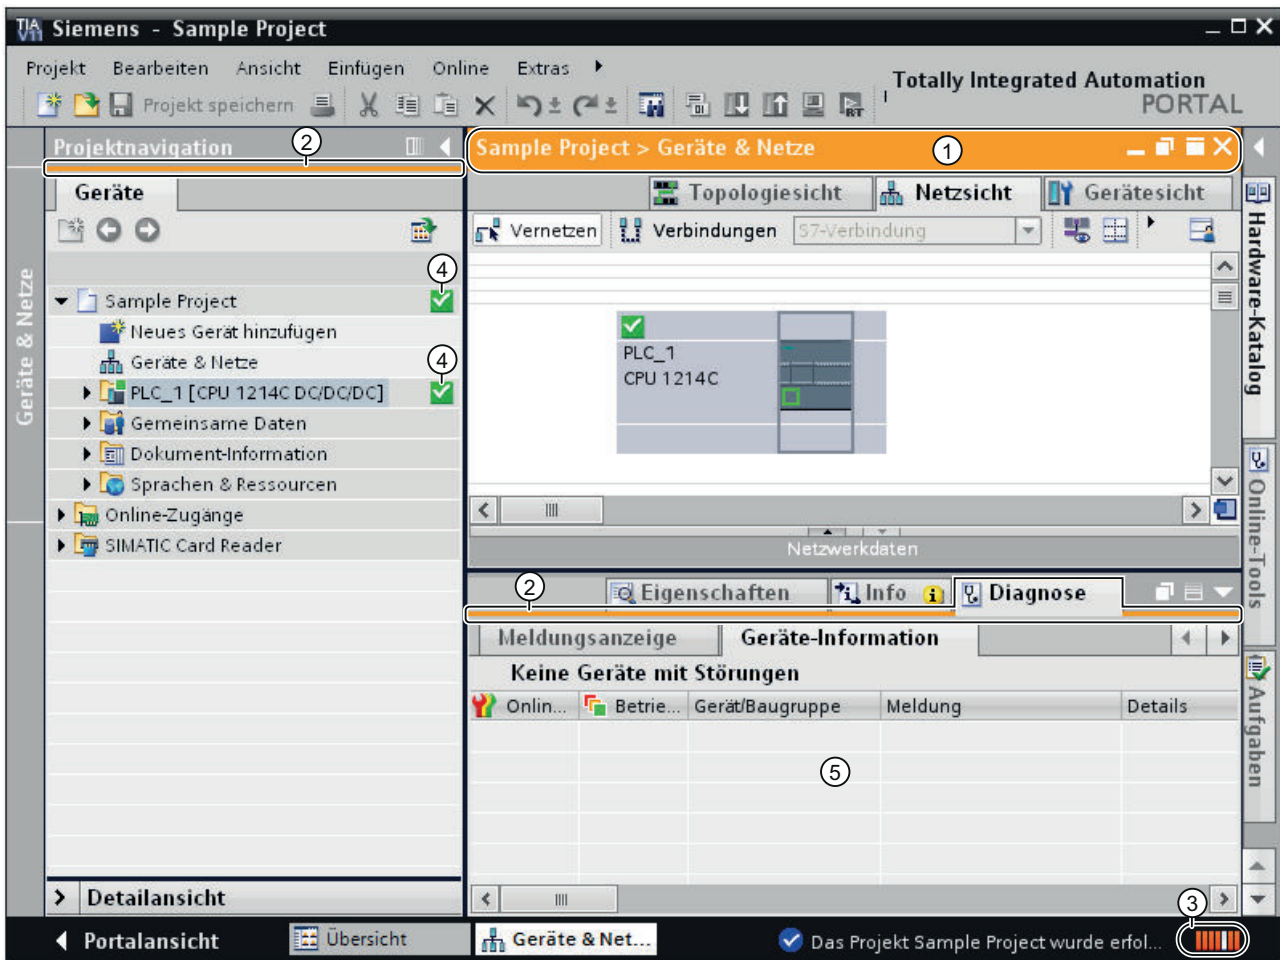 TIA V11 Siemens - Sample Project
Projekt Bearbeiten Ansicht Einfügen Online Extras
Totally Integrated Automation
PORTAL
Projekt speichern
Projektnavigation 2
Sample Project > Geräte & Netze 1
Geräte
Topologiesicht Netzsicht Gerätesicht
Vernetzen Verbindungen S7-Verbindung
4
Sample Project
Neues Gerät hinzufügen
Geräte & Netze
4
PLC_1 [CPU 1214C DC/DC/DC]
Gemeinsame Daten
Dokument-Information
Sprachen & Ressourcen
Online-Zugänge
SIMATIC Card Reader
Geräte & Netze
PLC_1
CPU 1214C
Netzwerkdaten
2
Eigenschaften Info Diagnose
Meldungsanzeige Geräte-Information
Keine Geräte mit Störungen
Onlin... Betrie... Gerät/Baugruppe Meldung Details
5
Hardware-Katalog
Online-Tools
Aufgaben
Detailansicht
3
Portalansicht Übersicht Geräte & Net... Das Projekt Sample Project wurde erfol...